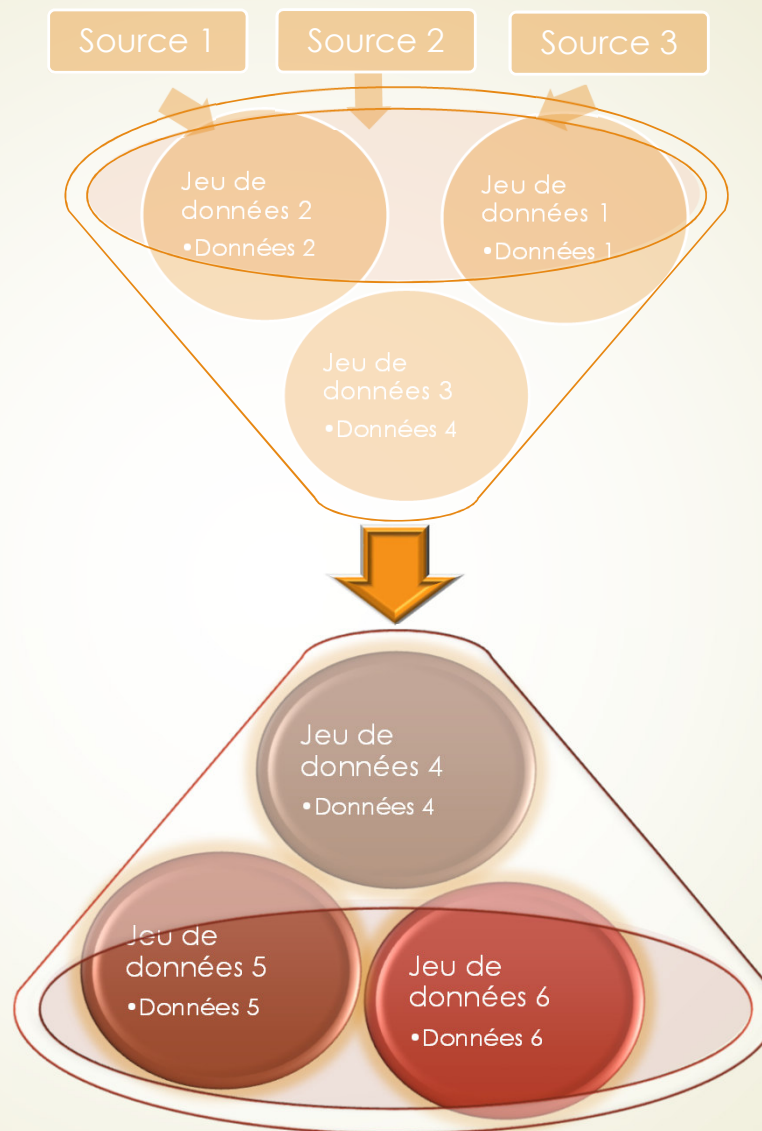 Source 1
Source 2
Source 3
Jeu de
données 2
•Données 2
Jeu de
données 1
•Données 1
Jeu de
données 3
•Données 4
Jeu de
données 4
•Données 4
Jeu de
données 5
•Données 5
Jeu de
données 6
•Données 6